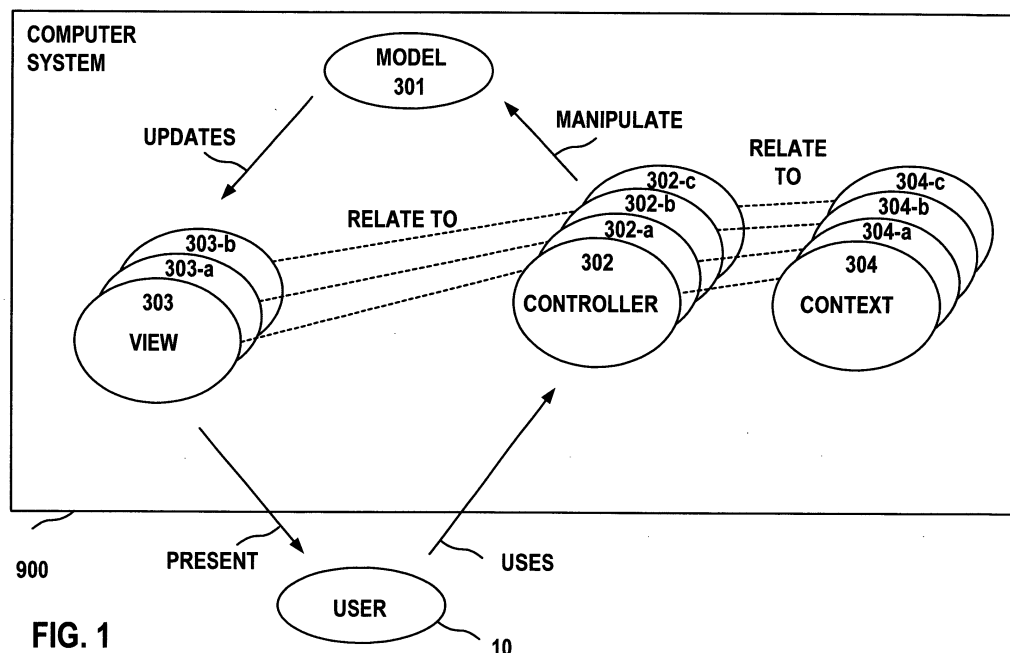 COMPUTER
SYSTEM
MODEL
301
UPDATES
MANIPULATE
RELATE
TO
RELATE TO
302-c
302-b
302-a
302
CONTROLLER
304-c
304-b
304-a
304
CONTEXT
303-b
303-a
303
VIEW
900
PRESENT
USES
USER
10
FIG. 1